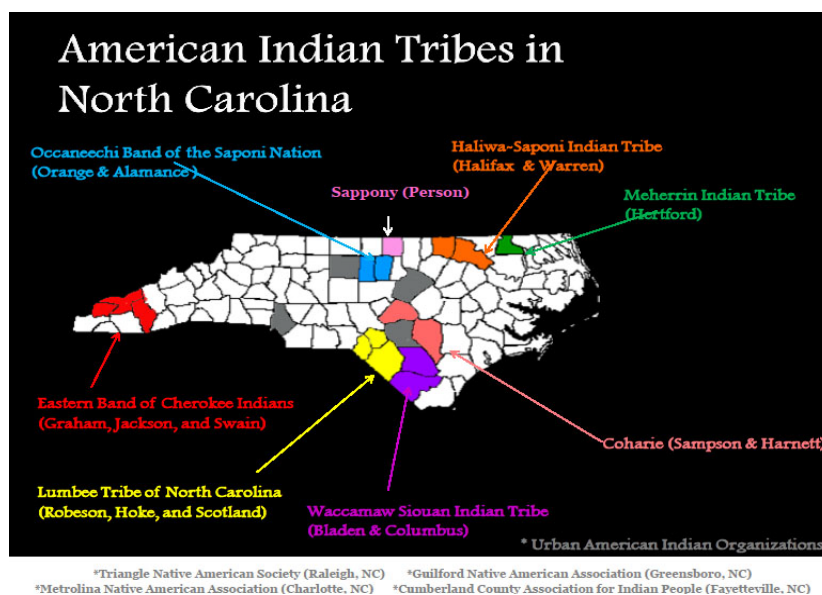 American Indian Tribes in
North Carolina
Occaneechi Band of the Saponi Nation
(Orange & Alamance )
Haliwa-Saponi Indian Tribe
(Halifax & Warren)
Sappony (Person)
Meherrin Indian Tribe
(Hertford)
Eastern Band of Cherokee Indians
(Graham, Jackson, and Swain)
Coharie (Sampson & Harnett)
Lumbee Tribe of North Carolina
(Robeson, Hoke, and Scotland)
Waccamaw Siouan Indian Tribe
(Bladen & Columbus)
* Urban American Indian Organizations
*Triangle Native American Society (Raleigh, NC) *Guilford Native American Association (Greensboro, NC)
*Metrolina Native American Association (Charlotte, NC) *Cumberland County Association for Indian People (Fayetteville, NC)